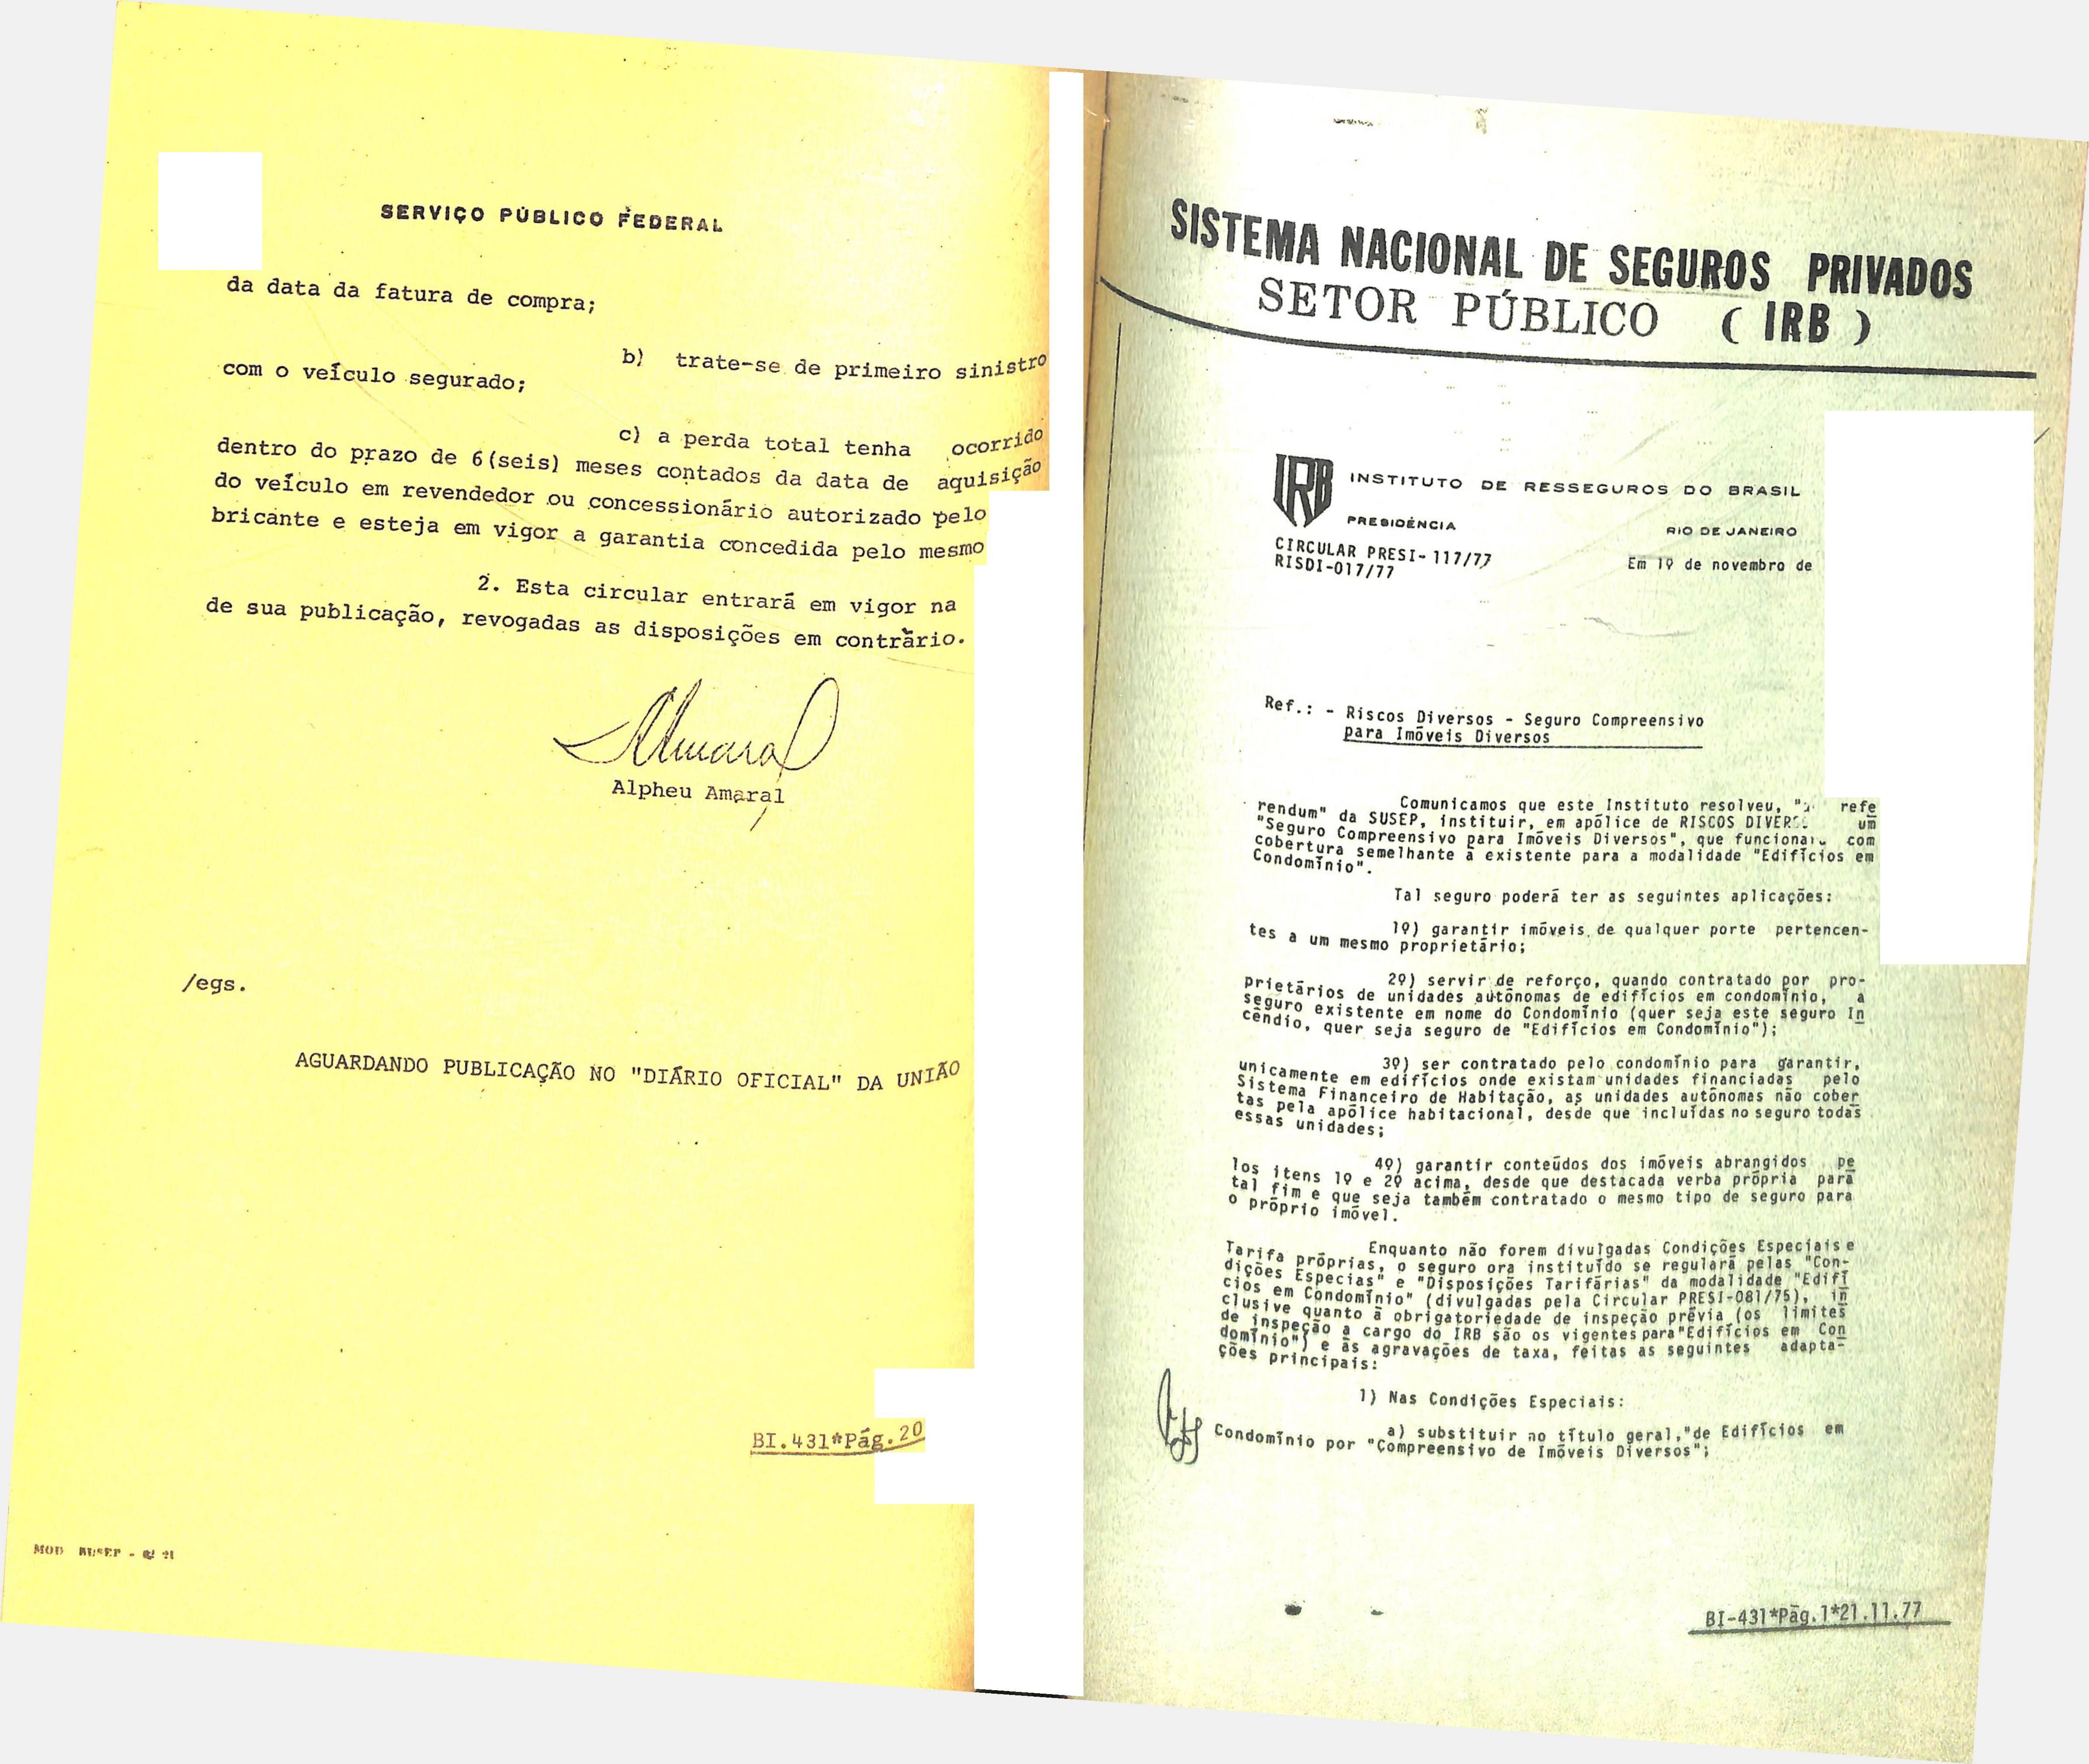 SERVIÇO PÚBLICO FEDERAL
da data da fatura de compra;
b) trate-se de primeiro sinistro
com o veículo segurado;
c) a perda total tenha ocorrido
dentro do prazo de 6(seis) meses contados da data de aquisição
do veículo em revendedor ou concessionário autorizado pelo
bricante e esteja em vigor a garantia concedida pelo mesmo
2. Esta circular entrará em vigor na
de sua publicação, revogadas as disposições em contrário.
Alpheu Amaral
/egs.
AGUARDANDO PUBLICAÇÃO NO "DIÁRIO OFICIAL" DA UNIÃO
BI.431*Pág.20
MOD
SISTEMA NACIONAL DE SEGUROS PRIVADOS
SETOR PÚBLICO ( IRB )
IRB INSTITUTO DE RESSEGUROS DO BRASIL
PRESIDÊNCIA RIO DE JANEIRO
CIRCULAR PRESI-117/77 Em 1º de novembro de
RISDI-017/77
Ref.: - Riscos Diversos - Seguro Compreensivo
para Imóveis Diversos
Comunicamos que este Instituto resolveu, refe
rendum" da SUSEP, instituir, em apólice de RISCOS um
"Seguro Compreensivo para Imóveis Diversos", que com
cobertura semelhante à existente para a modalidade "Edifícios em
Condomínio".
Tal seguro poderá ter as seguintes aplicações:
1º) garantir imóveis de qualquer porte pertencen-
tes a um mesmo proprietário;
2º) servir de reforço, quando contratado por pro-
prietários de unidades autônomas de edifícios em condomínio, a
seguro existente em nome do Condomínio (quer seja este seguro In
cêndio, quer seja seguro de "Edifícios em Condomínio");
3º) ser contratado pelo condomínio para garantir,
unicamente em edifícios onde existam unidades financiadas pelo
Sistema Financeiro de Habitação, as unidades autônomas não cober
tas pela apólice habitacional, desde que incluídas no seguro todas
essas unidades;
4º) garantir conteúdos dos imóveis abrangidos pe
los itens 1º e 2º acima, desde que destacada verba própria para
tal fim e que seja também contratado o mesmo tipo de seguro para
o próprio imóvel.
Enquanto não forem divulgadas Condições Especiais e
Tarifa próprias, o seguro ora instituído se regulará pelas "Con-
dições Especias" e "Disposições Tarifárias" da modalidade "Edifí
cios em Condomínio" (divulgadas pela Circular PRESI-081/75), in
clusive quanto à obrigatoriedade de inspeção prévia (os limites
de inspeção a cargo do IRB são os vigentes para "Edifícios em Con
domínio") e às agravações de taxa, feitas as seguintes adapta-
ções principais:
1) Nas Condições Especiais:
a) substituir no título geral,"de Edifícios em
Condomínio por "Compreensivo de Imóveis Diversos";
BI-431*Pág.1*21.11.77